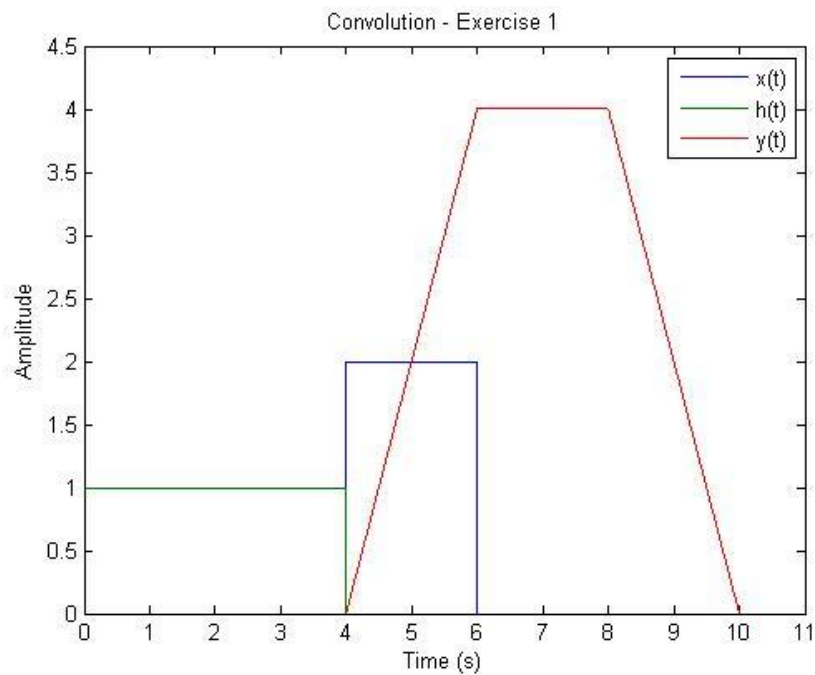 Convolution - Exercise 1
x(t)
h(t)
y(t)
4.5
4
3.5
3
2.5
2
1.5
1
0.5
0
Amplitude
0 1 2 3 4 5 6 7 8 9 10 11
Time (s)